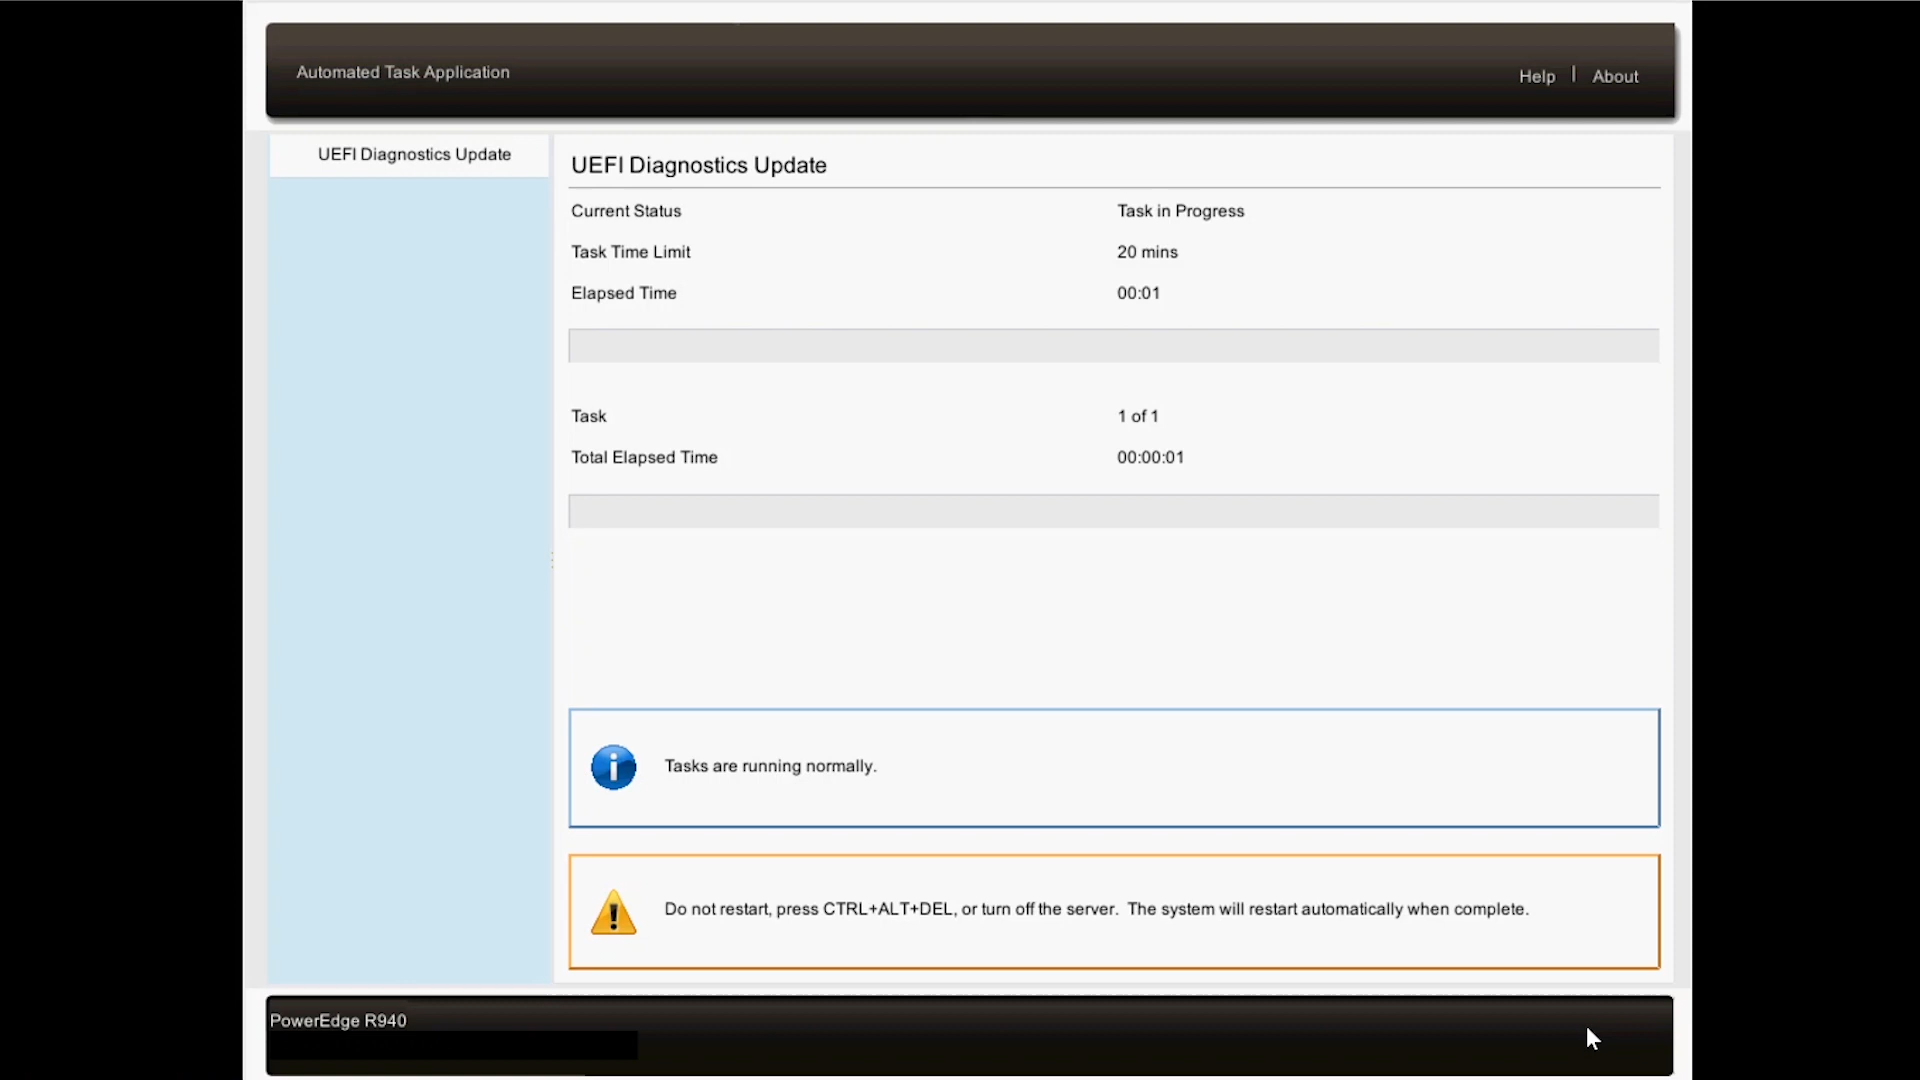 Automated Task Application
Help | About
UEFI Diagnostics Update
UEFI Diagnostics Update
Current Status Task in Progress
Task Time Limit 20 mins
Elapsed Time 00:01
Task 1 of 1
Total Elapsed Time 00:00:01
Tasks are running normally.
Do not restart, press CTRL+ALT+DEL, or turn off the server. The system will restart automatically when complete.
PowerEdge R940